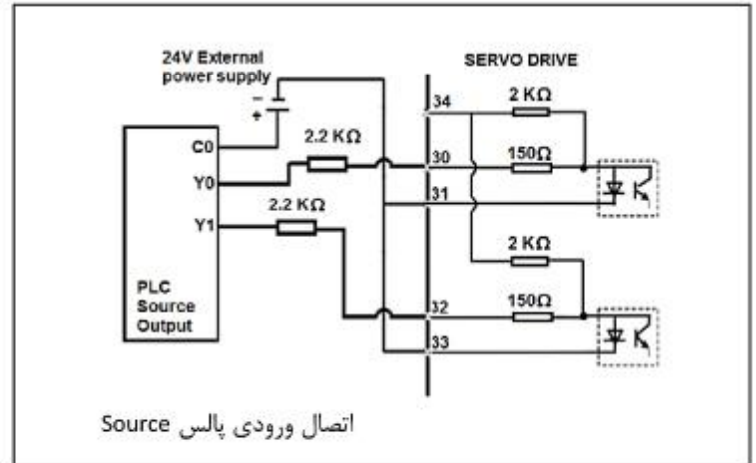 24V External
power supply
SERVO DRIVE
−
+
34
2 KΩ
2.2 KΩ
C0
30
150Ω
Y0
31
2.2 KΩ
Y1
2 KΩ
PLC
Source
Output
32
150Ω
33
اتصال ورودی پالس Source